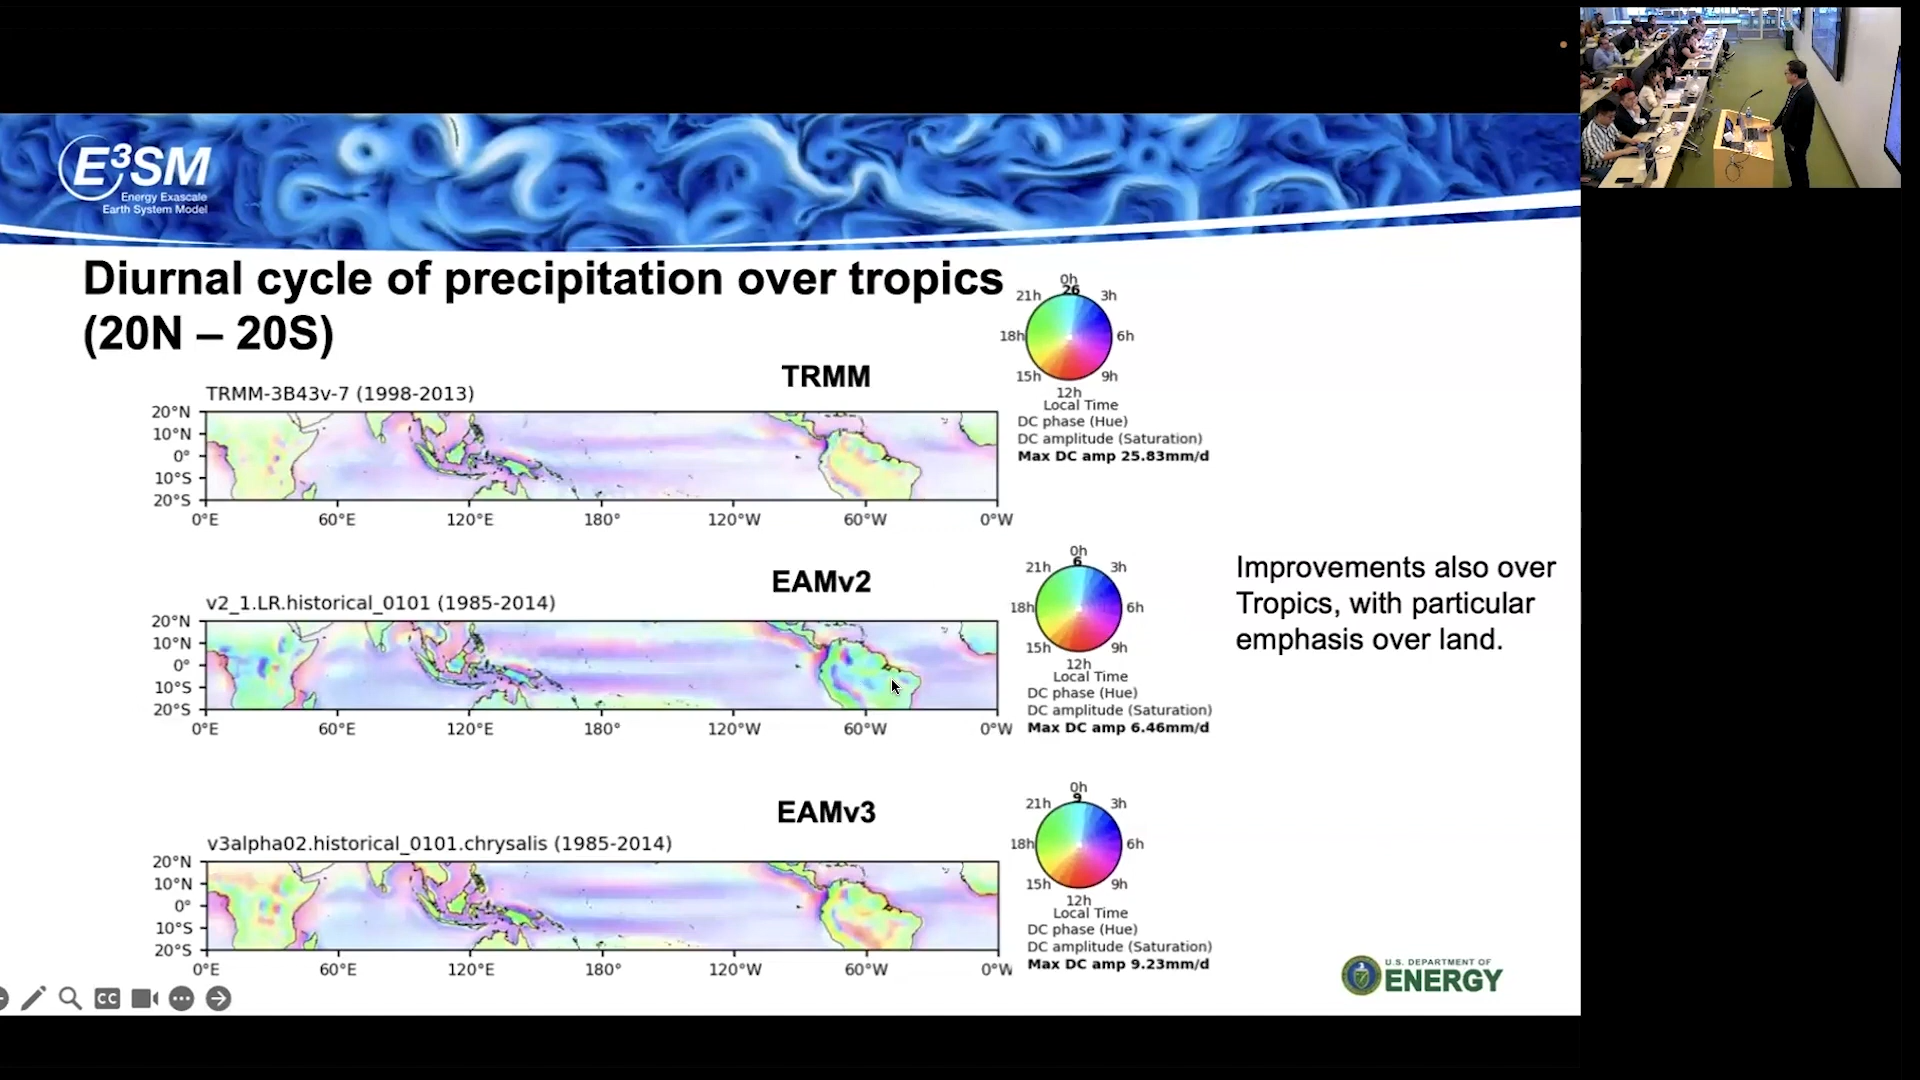 E3SM
Energy Exascale
Earth System Model
Diurnal cycle of precipitation over tropics
(20N – 20S)
TRMM
TRMM-3B43v-7 (1998-2013)
20°N
10°N
0°
10°S
20°S
0°E 60°E 120°E 180° 120°W 60°W 0°W
0h
26
21h 3h
18h 6h
15h 9h
12h
Local Time
DC phase (Hue)
DC amplitude (Saturation)
Max DC amp 25.83mm/d
EAMv2
v2_1.LR.historical_0101 (1985-2014)
20°N
10°N
0°
10°S
20°S
0°E 60°E 120°E 180° 120°W 60°W 0°W
0h
6
21h 3h
18h 6h
15h 9h
12h
Local Time
DC phase (Hue)
DC amplitude (Saturation)
Max DC amp 6.46mm/d
Improvements also over
Tropics, with particular
emphasis over land.
EAMv3
v3alpha02.historical_0101.chrysalis (1985-2014)
20°N
10°N
0°
10°S
20°S
0°E 60°E 120°E 180° 120°W 60°W 0°W
0h
9
21h 3h
18h 6h
15h 9h
12h
Local Time
DC phase (Hue)
DC amplitude (Saturation)
Max DC amp 9.23mm/d
U.S. DEPARTMENT OF
ENERGY
CC